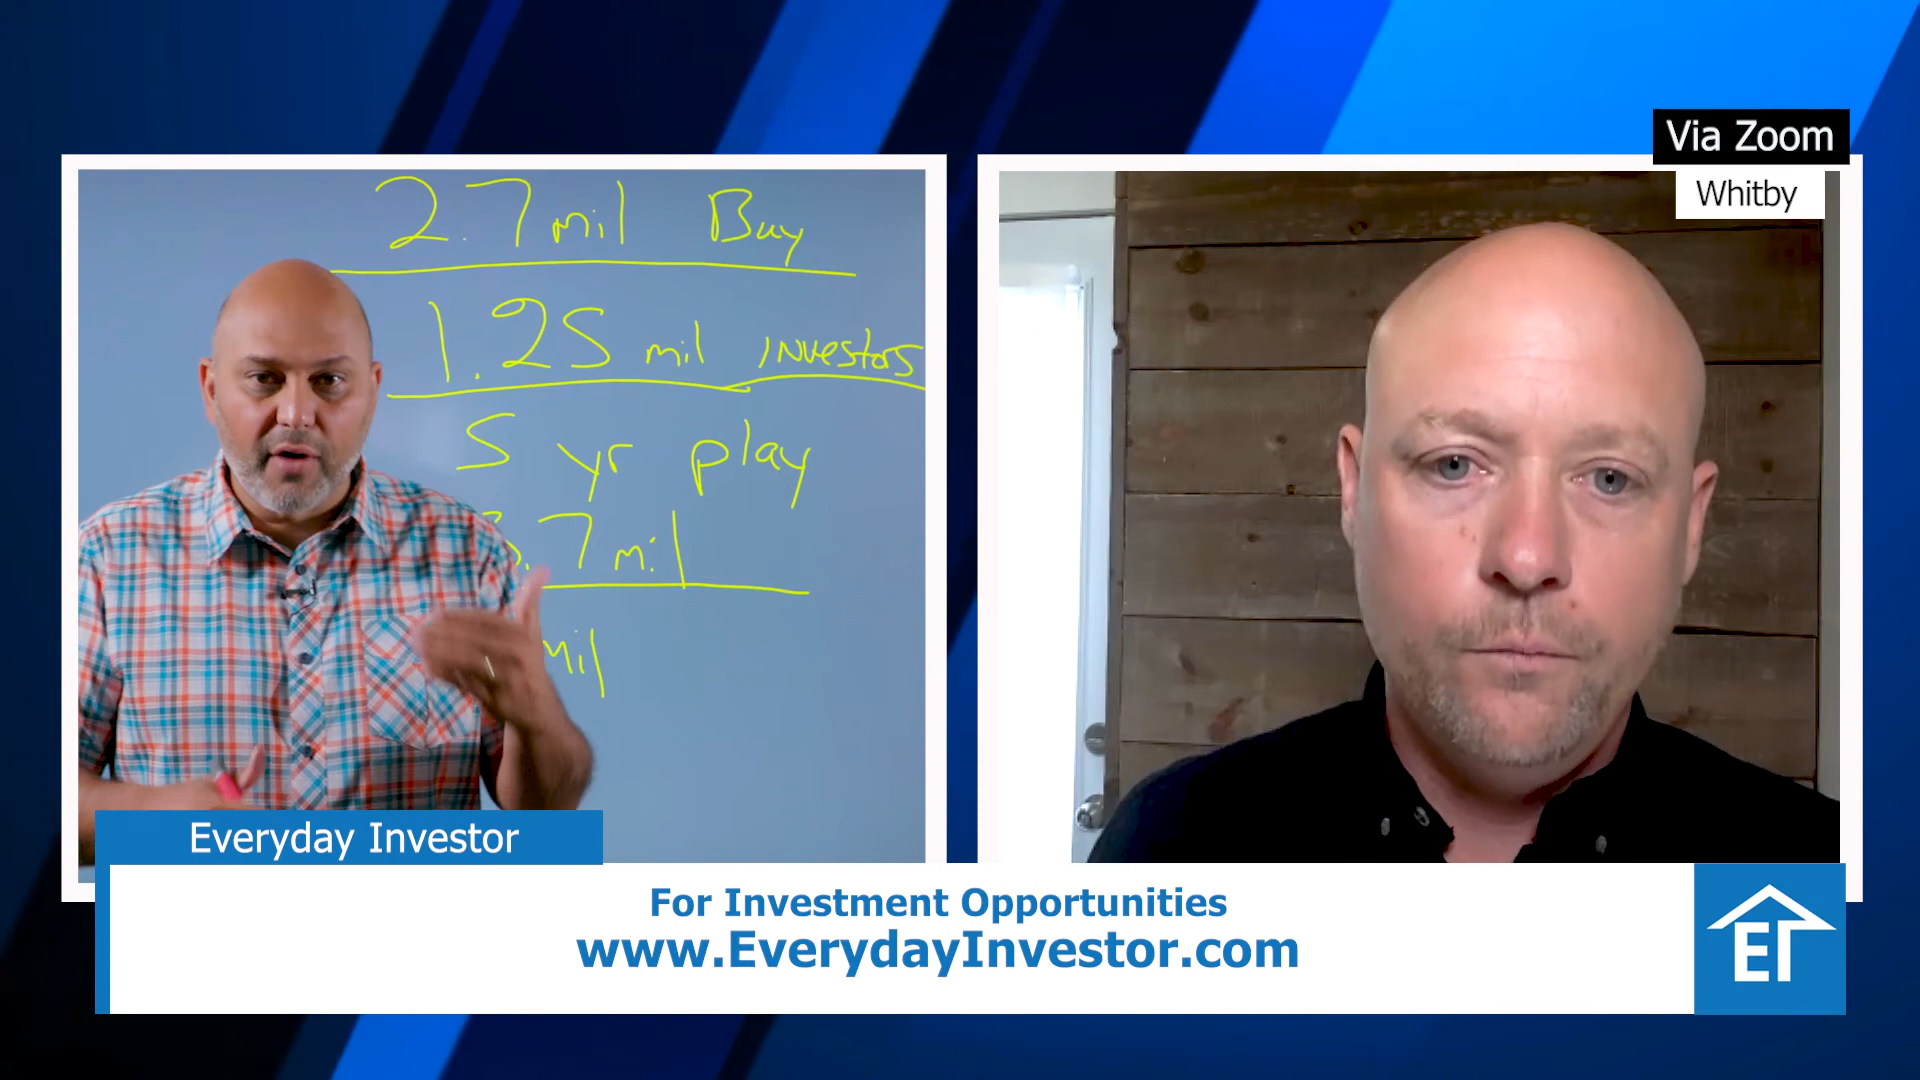 Via Zoom
Whitby
2.7 mil Buy
1.25 mil investors
5 yr play
.7 mil
mil
Everyday Investor
For Investment Opportunities
www.EverydayInvestor.com
EI